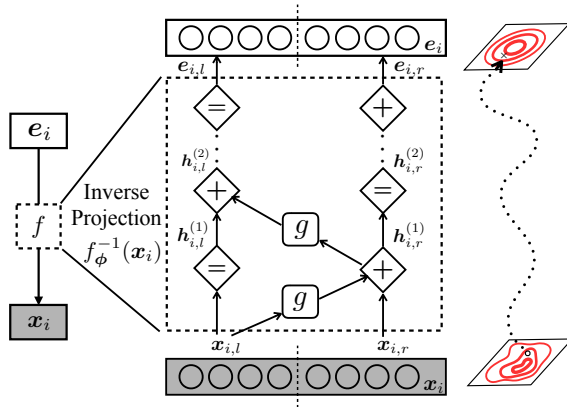 e_i
e_{i,l} e_{i,r}
= +
h_{i,l}^{(2)} h_{i,r}^{(2)}
e_i
+ =
Inverse
Projection
f_ϕ^{-1}(x_i)
f
g
h_{i,l}^{(1)} h_{i,r}^{(1)}
= +
g
x_i
x_{i,l} x_{i,r}
x_i